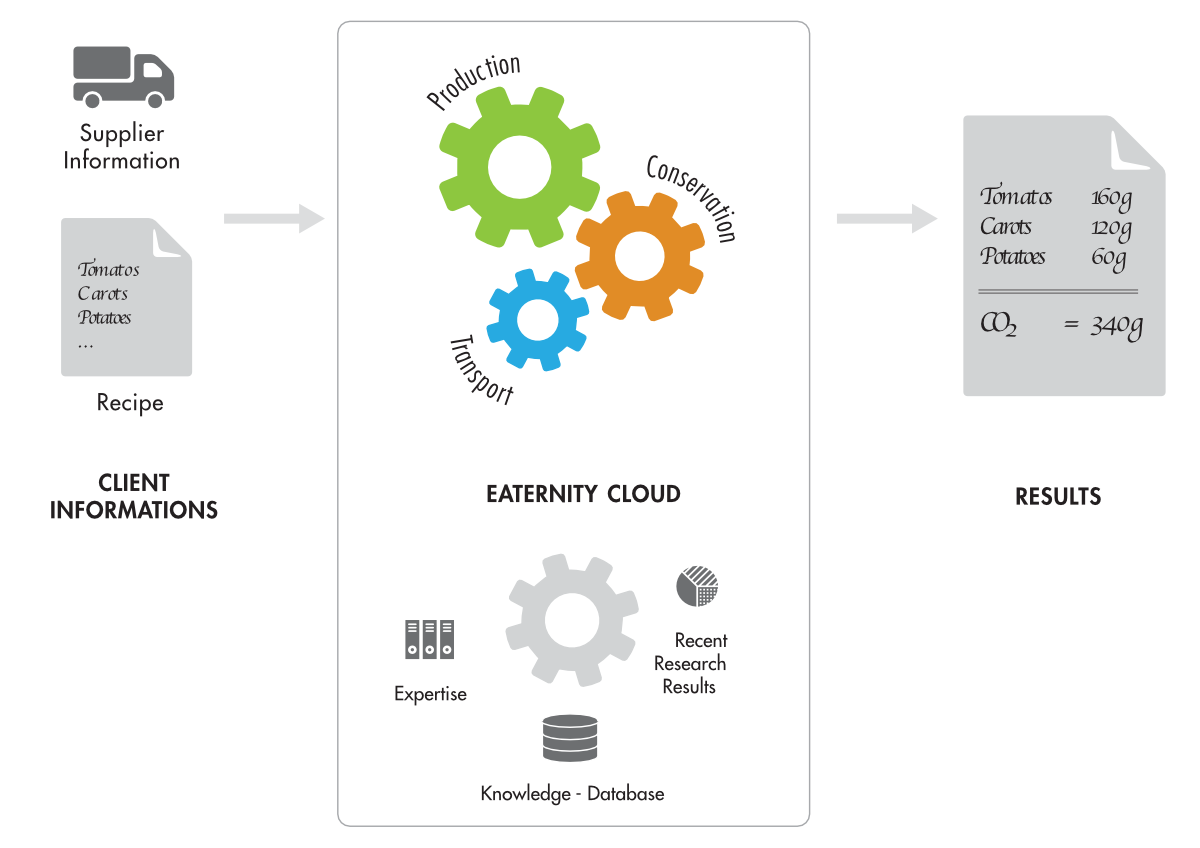 Supplier
Information
Tomatos
Carots
Potatoes
...
Recipe
CLIENT
INFORMATIONS
Production
Conservation
Transport
EATERNITY CLOUD
Expertise
Recent
Research
Results
Knowledge - Database
Tomatos 160g
Carots 120g
Potatoes 60g
CO₂ = 340g
RESULTS